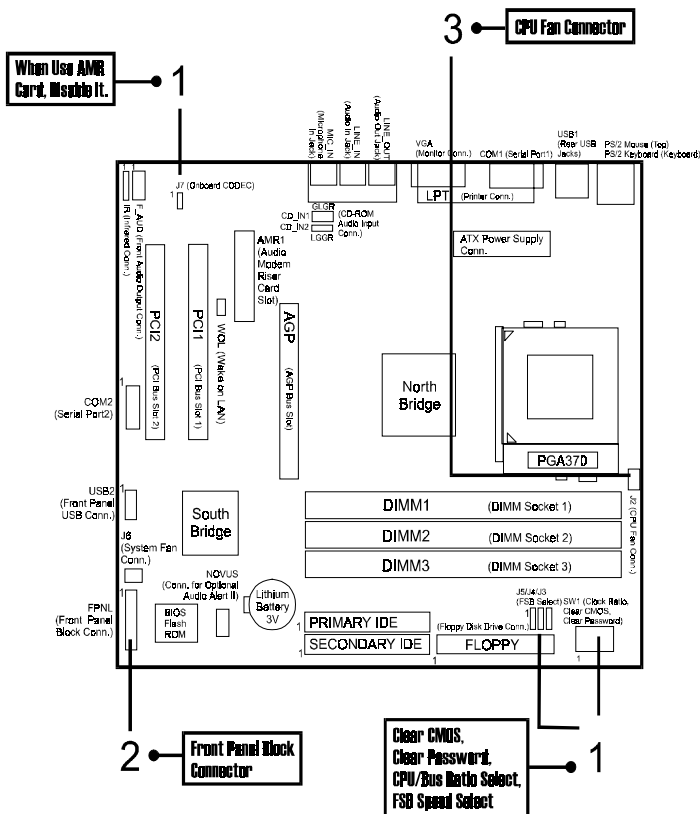 3
CPU Fan Connector
When Use AMR
Card, Disable It.
1
MIC_IN
(Microphone
In Jack)
LINE_IN
(Audio In Jack)
LINE_OUT
(Audio Out Jack)
VGA
(Monitor Conn.)
COM1 (Serial Port1)
USB1
(Rear USB
Jacks)
PS/2 Mouse (Top)
PS/2 Keyboard (Keyboard)
LPT (Printer Conn.)
1
1
IR (Infrared Conn.)
F_AUD (Front Audio Output Conn.)
J7 (Onboard CODEC)
1
GLGR
CD_IN1
CD_IN2
LGGR
(CD-ROM
Audio Input
Conn.)
AMR1
(Audio
Modem
Riser
Card
Slot)
ATX Power Supply
Conn.
PCI2
(PCI Bus Slot 2)
PCI1
(PCI Bus Slot 1)
WOL (Wake on LAN)
AGP
(AGP Bus Slot)
North
Bridge
PGA370
1
COM2
(Serial Port2)
J2 (CPU Fan Conn.)
USB2
(Front Panel
USB Conn.)
1
South
Bridge
DIMM1 (DIMM Socket 1)
DIMM2 (DIMM Socket 2)
DIMM3 (DIMM Socket 3)
J6
(System Fan
Conn.)
NOVUS
(Conn. for Optional
Audio Alert II)
Lithium
Battery
3V
J5/J4/J3
(FSB Select)
1
SW1 (Clock Ratio,
Clear CMOS,
Clear Password)
1
FPNL
(Front Panel
Block Conn.)
1
BIOS
Flash
ROM
PRIMARY IDE
SECONDARY IDE
1
(Floppy Disk Drive Conn.)
FLOPPY
1
2
Front Panel Block
Connector
Clear CMOS,
Clear Password,
CPU/Bus Ratio Select,
FSB Speed Select
1